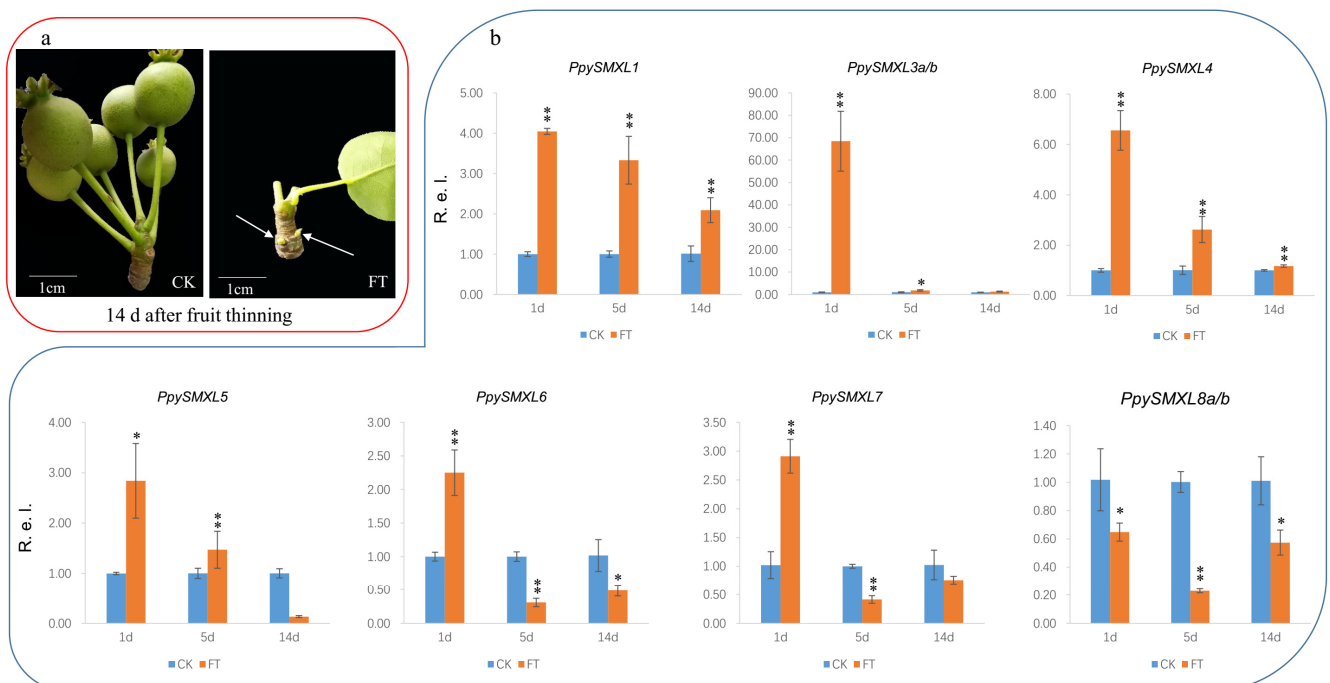 a
CK
1cm
FT
1cm
14 d after fruit thinning
b
PpySMXL1
R. e. l.
5.00
4.00
3.00
2.00
1.00
0.00
**
**
**
1d 5d 14d
CK FT
PpySMXL3a/b
90.00
80.00
70.00
60.00
50.00
40.00
30.00
20.00
10.00
0.00
**
*
1d 5d 14d
CK FT
PpySMXL4
8.00
6.00
4.00
2.00
0.00
**
**
**
1d 5d 14d
CK FT
PpySMXL5
R. e. l.
4.00
3.00
2.00
1.00
0.00
*
**
1d 5d 14d
CK FT
PpySMXL6
3.00
2.50
2.00
1.50
1.00
0.50
0.00
**
**
*
1d 5d 14d
CK FT
PpySMXL7
3.50
3.00
2.50
2.00
1.50
1.00
0.50
0.00
**
**
1d 5d 14d
CK FT
PpySMXL8a/b
1.40
1.20
1.00
0.80
0.60
0.40
0.20
0.00
*
**
*
1d 5d 14d
CK FT